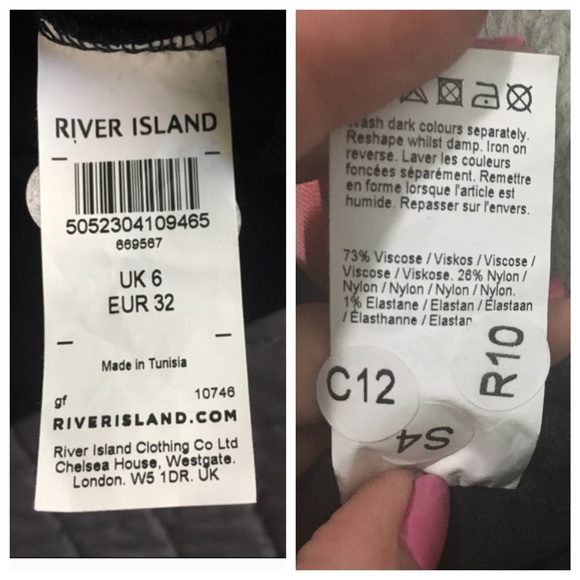 RIVER ISLAND
5052304109465
669567
UK 6
EUR 32
Made in Tunisia
gf 10746
RIVERISLAND.COM
River Island Clothing Co Ltd
Chelsea House, Westgate.
London. W5 1DR. UK
dark colours separately.
Reshape whilst damp. Iron on
reverse. Laver les couleurs
foncées séparément. Remettre
en forme lorsque l'article est
humide. Repasser sur l'envers.
73% Viscose / Viskos / Viscose /
Viscose / Viskose. 26% Nylon /
Nylon / Nylon / Nylon / Nylon.
1% Elastane / Elastan / Elastaan
/ Élasthanne / Elastan
R10
C12
S4